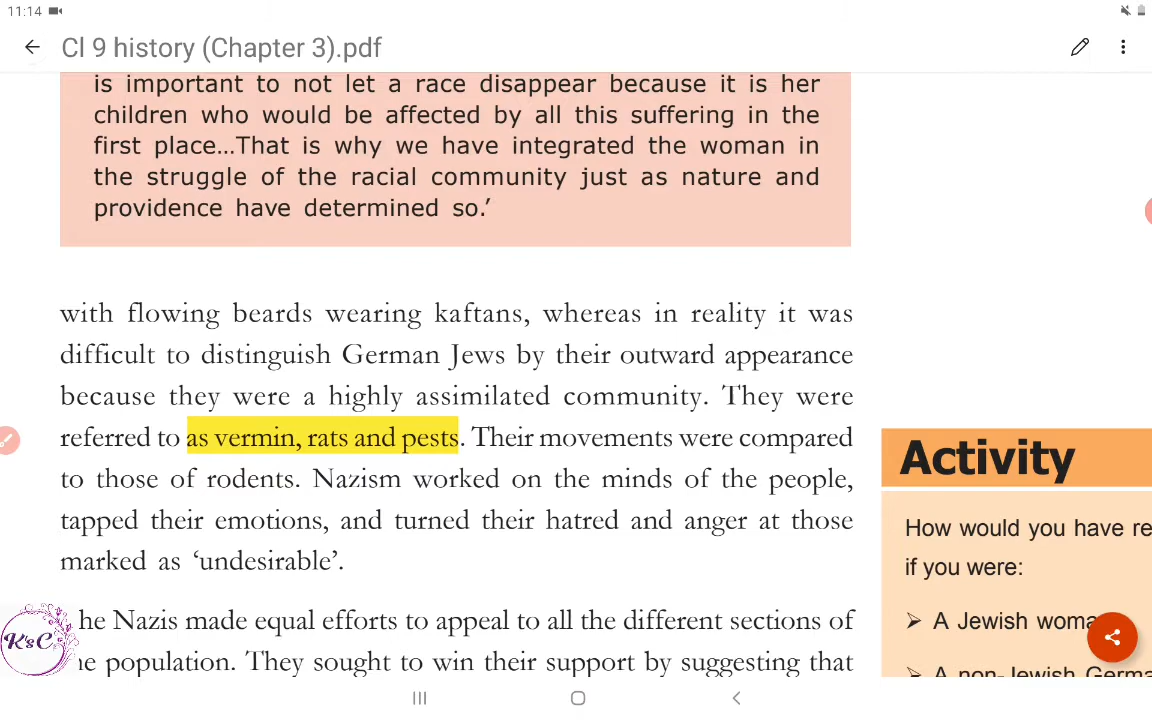 11:14
Cl 9 history (Chapter 3).pdf
is important to not let a race disappear because it is her
children who would be affected by all this suffering in the
first place...That is why we have integrated the woman in
the struggle of the racial community just as nature and
providence have determined so.’
with flowing beards wearing kaftans, whereas in reality it was
difficult to distinguish German Jews by their outward appearance
because they were a highly assimilated community. They were
referred to as vermin, rats and pests. Their movements were compared
to those of rodents. Nazism worked on the minds of the people,
tapped their emotions, and turned their hatred and anger at those
marked as ‘undesirable’.
he Nazis made equal efforts to appeal to all the different sections of
e population. They sought to win their support by suggesting that
Activity
How would you have re
if you were:
➢ A Jewish woma
➢ A non-Jewish Germa
K's C